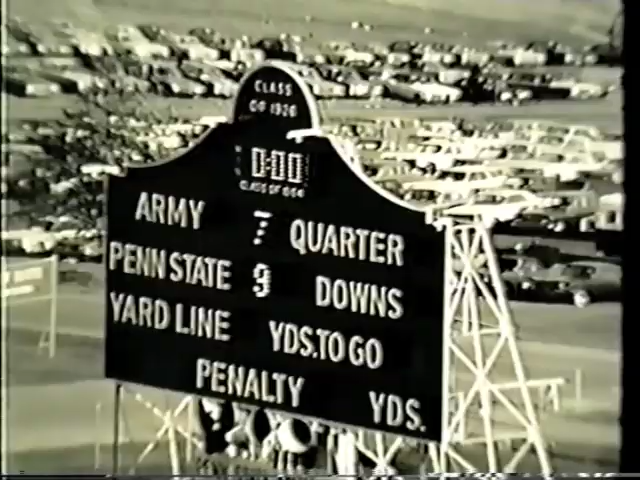 CLASS
OF 1926
0:00
CLASS OF
ARMY 7 QUARTER
PENN STATE 9 DOWNS
YARD LINE YDS.TO GO
PENALTY YDS.